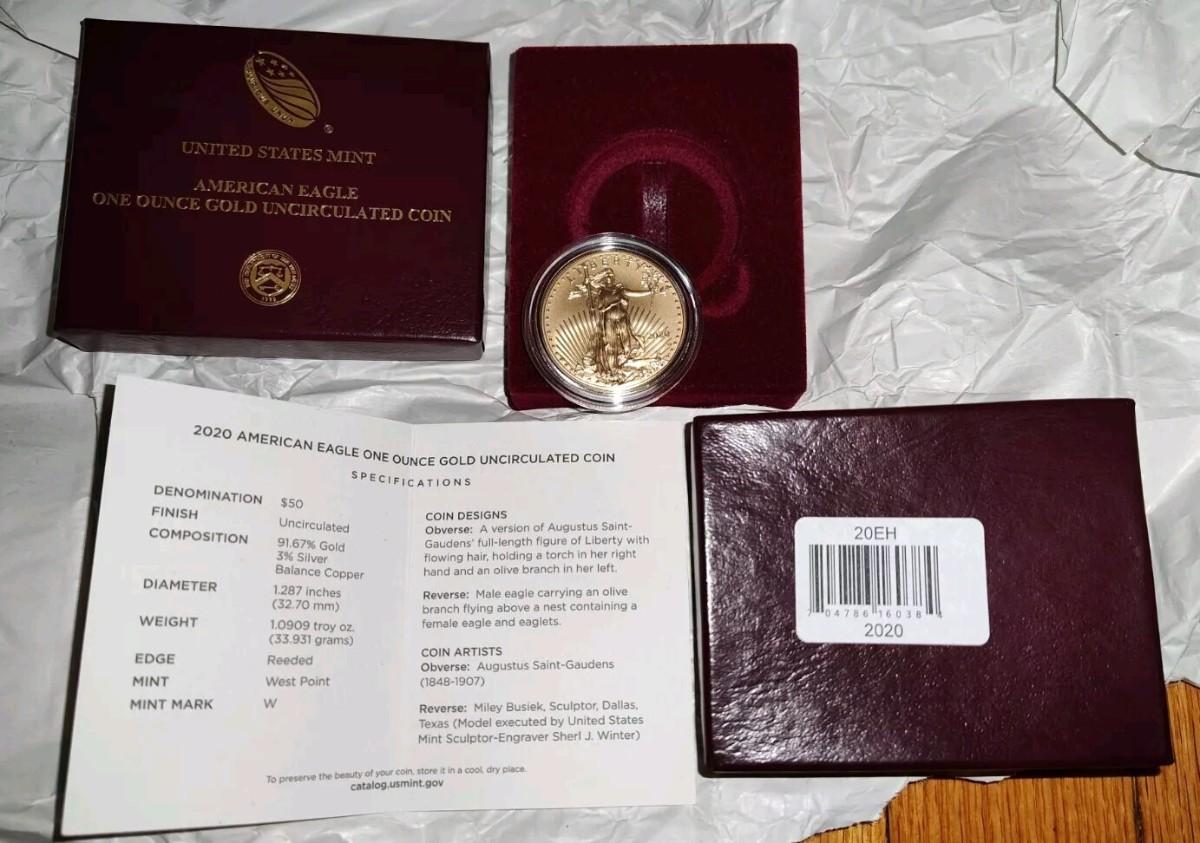 UNITED STATES MINT
AMERICAN EAGLE
ONE OUNCE GOLD UNCIRCULATED COIN
LIBERTY
2020 AMERICAN EAGLE ONE OUNCE GOLD UNCIRCULATED COIN
SPECIFICATIONS
DENOMINATION $50
FINISH Uncirculated
COMPOSITION 91.67% Gold
3% Silver
Balance Copper
DIAMETER 1.287 inches
(32.70 mm)
WEIGHT 1.0909 troy oz.
(33.931 grams)
EDGE Reeded
MINT West Point
MINT MARK W
COIN DESIGNS
Obverse: A version of Augustus Saint-
Gaudens' full-length figure of Liberty with
flowing hair, holding a torch in her right
hand and an olive branch in her left.
Reverse: Male eagle carrying an olive
branch flying above a nest containing a
female eagle and eaglets.
COIN ARTISTS
Obverse: Augustus Saint-Gaudens
(1848-1907)
Reverse: Miley Busiek, Sculptor, Dallas,
Texas (Model executed by United States
Mint Sculptor-Engraver Sherl J. Winter)
To preserve the beauty of your coin, store it in a cool, dry place.
catalog.usmint.gov
20EH
7 04786 16038 4
2020